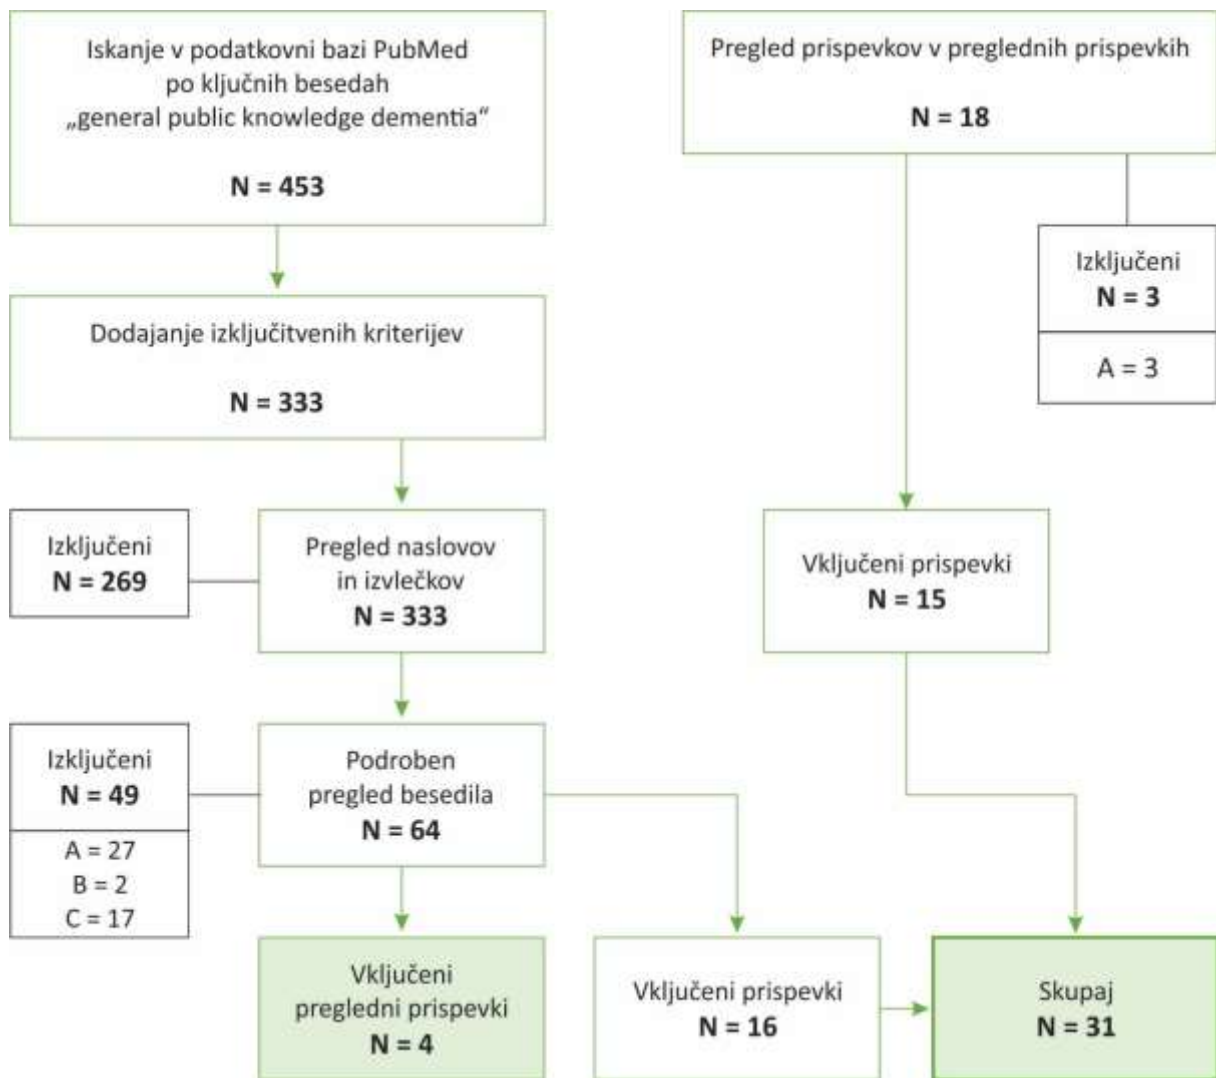 Iskanje v podatkovni bazi PubMed
po ključnih besedah
„general public knowledge dementia“
N = 453
Dodajanje izključitvenih kriterijev
N = 333
Izključeni
N = 269
Pregled naslovov
in izvlečkov
N = 333
Izključeni
N = 49
A = 27
B = 2
C = 17
Podroben
pregled besedila
N = 64
Vključeni
pregledni prispevki
N = 4
Vključeni prispevki
N = 16
Pregled prispevkov v preglednih prispevkih
N = 18
Izključeni
N = 3
A = 3
Vključeni prispevki
N = 15
Skupaj
N = 31